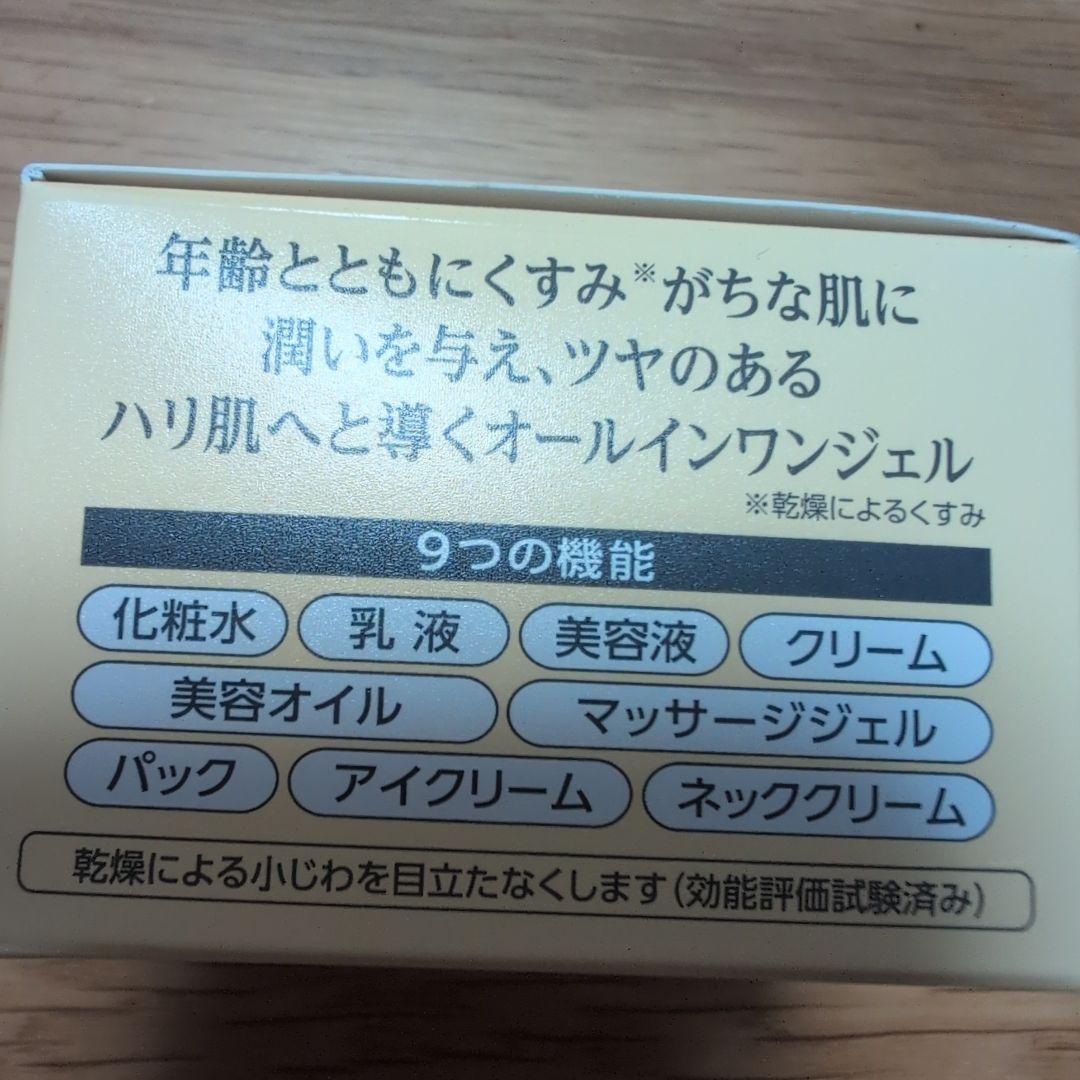 年齢とともにくすみ※がちな肌に
潤いを与え、ツヤのある
ハリ肌へと導くオールインワンジェル
※乾燥によるくすみ
9つの機能
化粧水 乳液 美容液 クリーム
美容オイル マッサージジェル
パック アイクリーム ネッククリーム
乾燥による小じわを目立たなくします(効能評価試験済み)